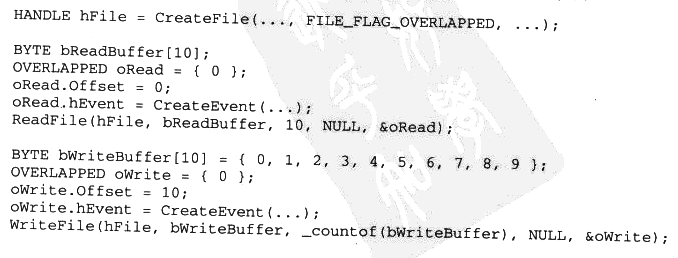 HANDLE hFile = CreateFile(..., FILE_FLAG_OVERLAPPED, ...);
BYTE bReadBuffer[10];
OVERLAPPED oRead = { 0 };
oRead.Offset = 0;
oRead.hEvent = CreateEvent(...);
ReadFile(hFile, bReadBuffer, 10, NULL, &oRead);
BYTE bWriteBuffer[10] = { 0, 1, 2, 3, 4, 5, 6, 7, 8, 9 };
OVERLAPPED oWrite = { 0 };
oWrite.Offset = 10;
oWrite.hEvent = CreateEvent(...);
WriteFile(hFile, bWriteBuffer, _countof(bWriteBuffer), NULL, &oWrite);